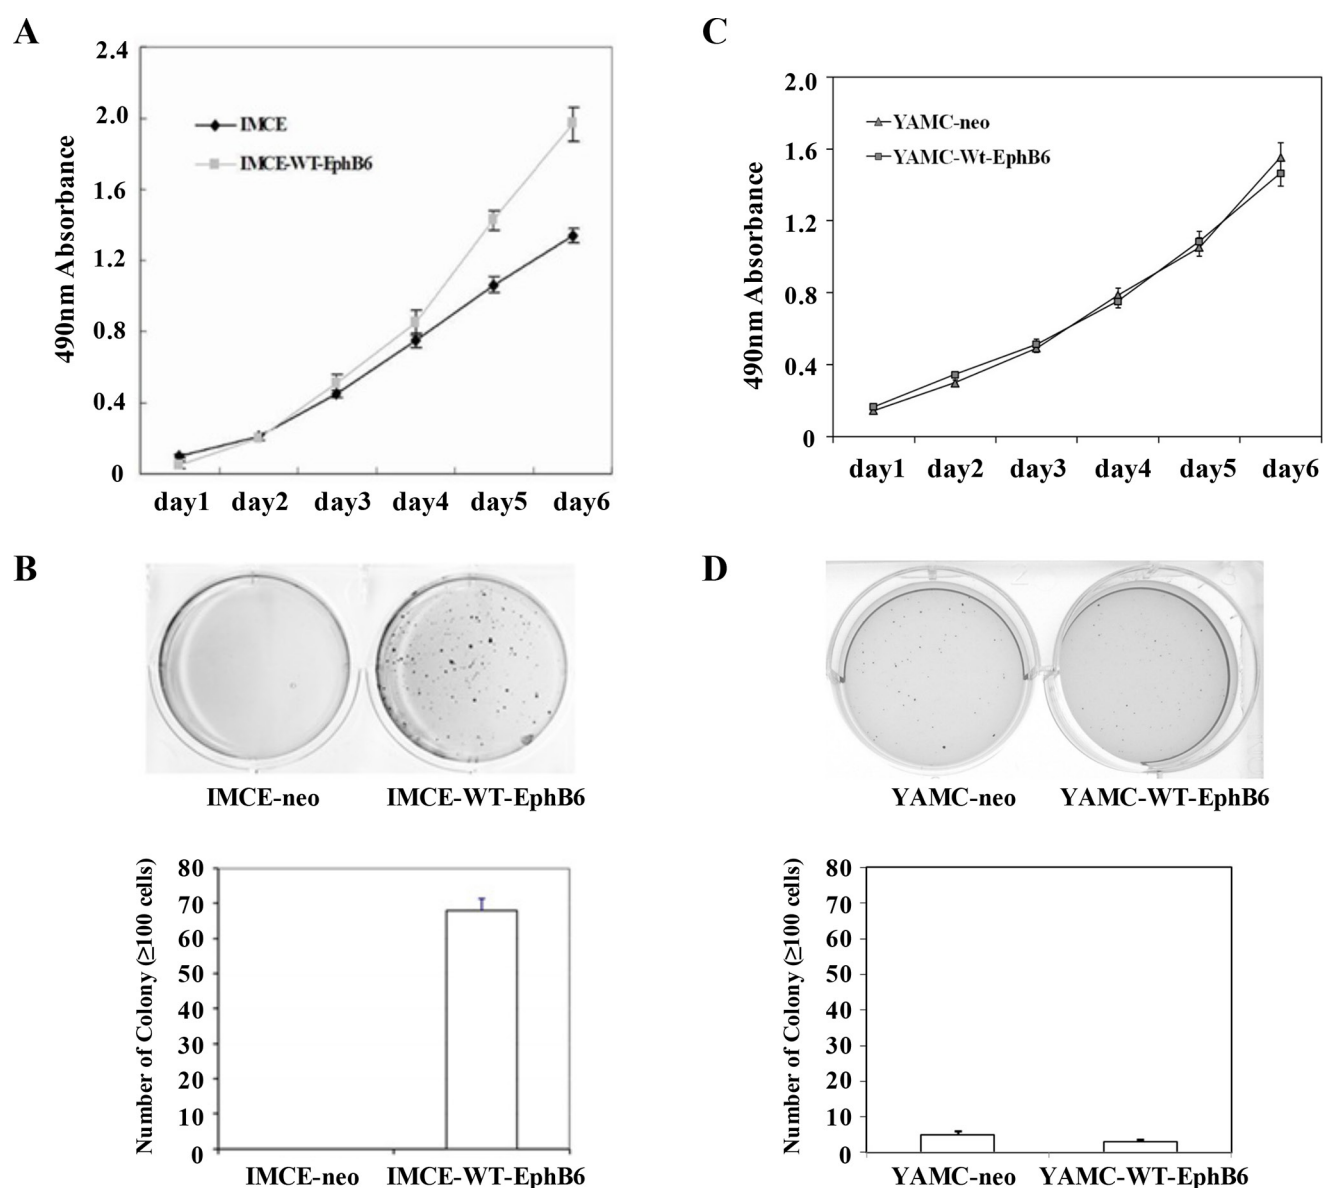 A
2.4
2.0
1.6
1.2
0.8
0.4
0
490nm Absorbance
IMCE
IMCE-WT-EphB6
day1 day2 day3 day4 day5 day6
C
2.0
1.6
1.2
0.8
0.4
0
490nm Absorbance
YAMC-neo
YAMC-Wt-EphB6
day1 day2 day3 day4 day5 day6
B
IMCE-neo IMCE-WT-EphB6
80
70
60
50
40
30
20
10
0
Number of Colony (≥100 cells)
IMCE-neo IMCE-WT-EphB6
D
YAMC-neo YAMC-WT-EphB6
80
70
60
50
40
30
20
10
0
Number of Colony (≥100 cells)
YAMC-neo YAMC-WT-EphB6